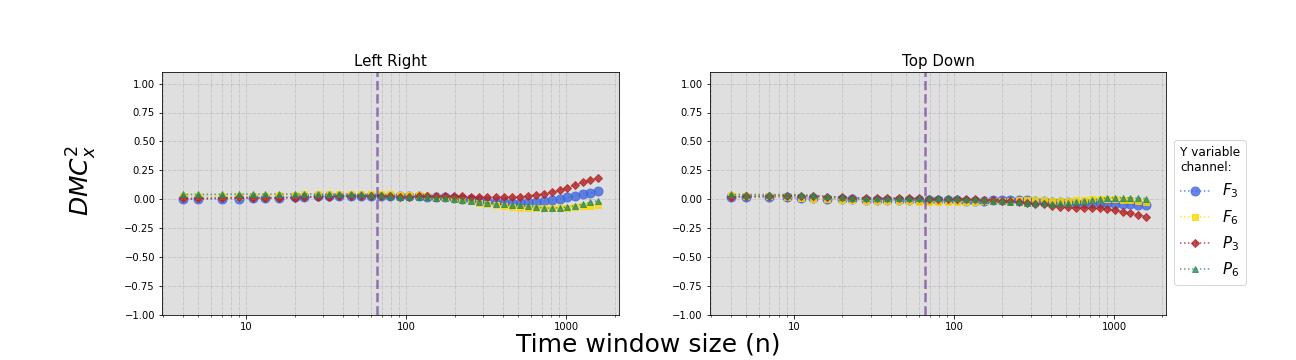 Left Right
Top Down
1.00
0.75
0.50
0.25
0.00
−0.25
−0.50
−0.75
−1.00
10
100
1000
1.00
0.75
0.50
0.25
0.00
−0.25
−0.50
−0.75
−1.00
10
100
1000
DMC²ₓ
Time window size (n)
Y variable
channel:
F₃
F₆
P₃
P₆